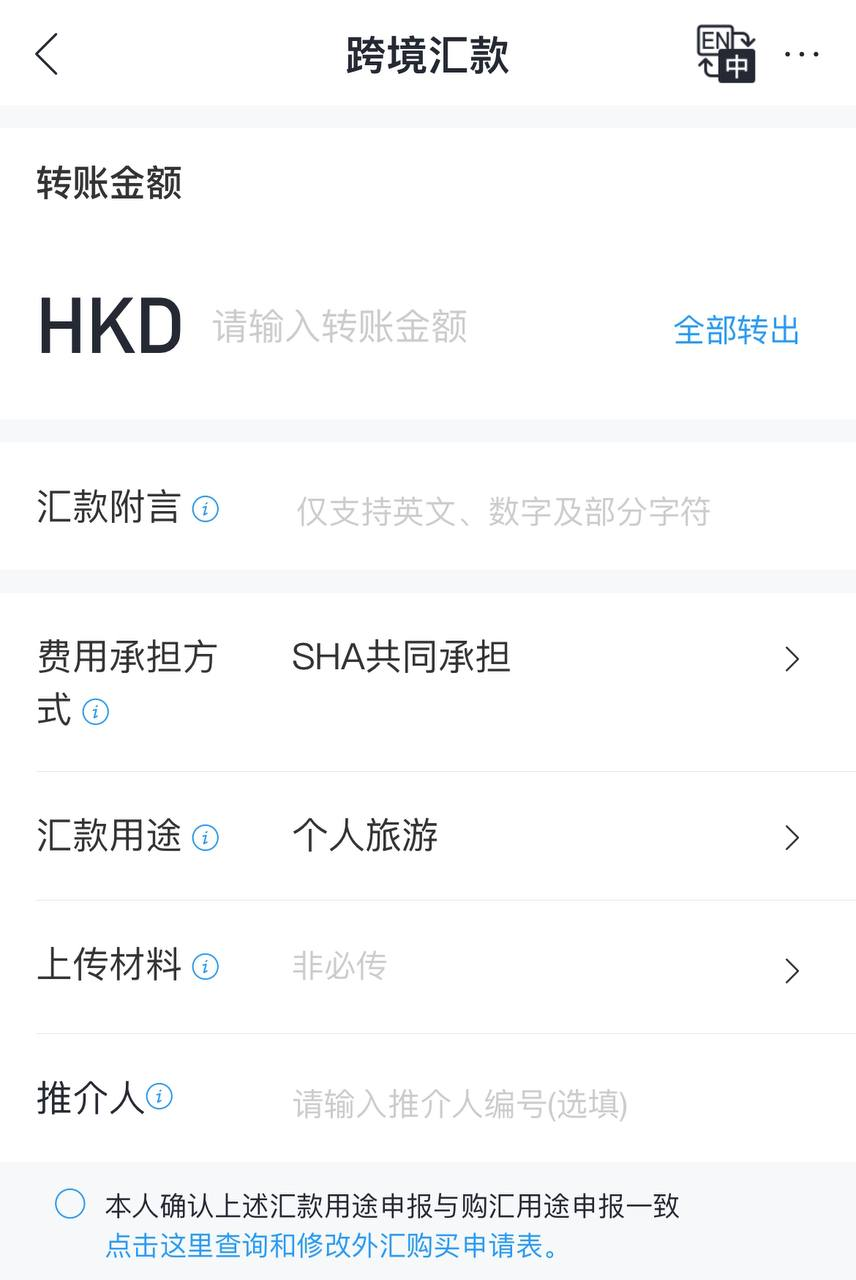 跨境汇款
EN
中
转账金额
HKD 请输入转账金额 全部转出
汇款附言 仅支持英文、数字及部分字符
费用承担方 SHA共同承担
式
汇款用途 个人旅游
上传材料 非必传
推介人 请输入推介人编号(选填)
本人确认上述汇款用途申报与购汇用途申报一致
点击这里查询和修改外汇购买申请表。